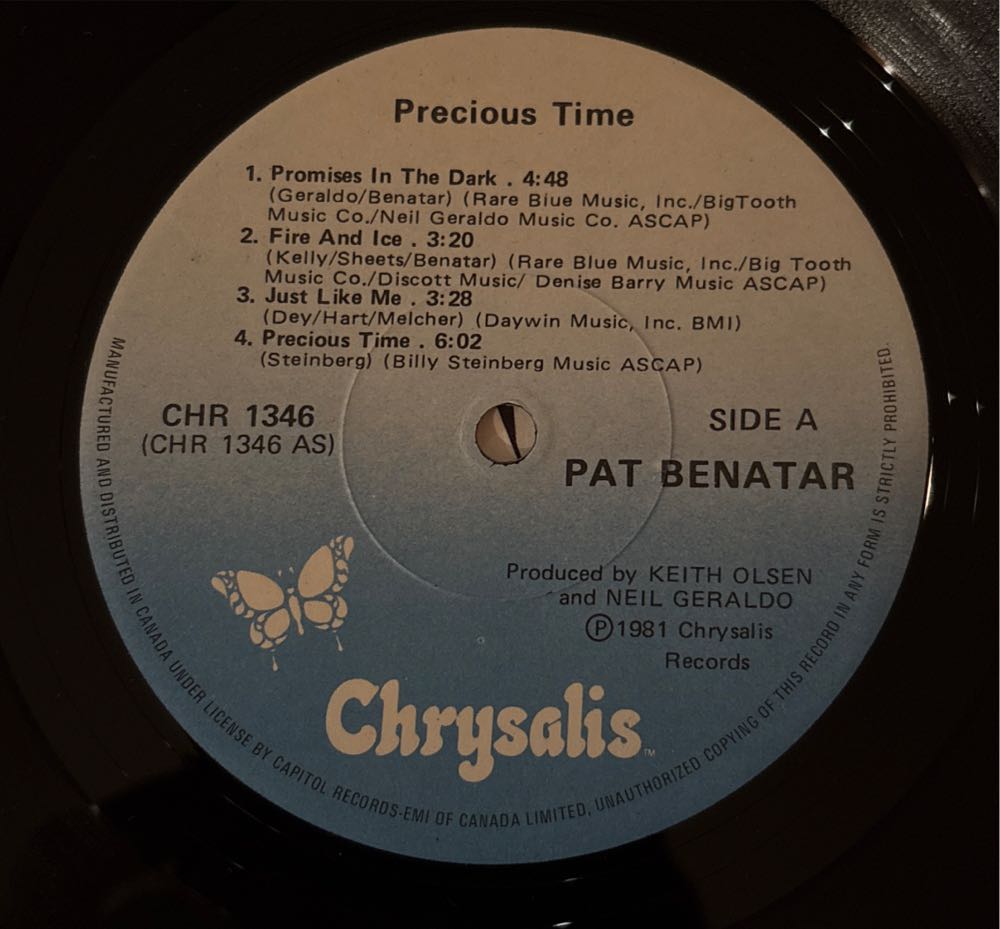 Precious Time
1. Promises In The Dark . 4:48
(Geraldo/Benatar) (Rare Blue Music, Inc./BigTooth
Music Co./Neil Geraldo Music Co. ASCAP)
2. Fire And Ice . 3:20
(Kelly/Sheets/Benatar) (Rare Blue Music, Inc./Big Tooth
Music Co./Discott Music/ Denise Barry Music ASCAP)
3. Just Like Me . 3:28
(Dey/Hart/Melcher) (Daywin Music, Inc. BMI)
4. Precious Time . 6:02
(Steinberg) (Billy Steinberg Music ASCAP)
CHR 1346
(CHR 1346 AS)
SIDE A
PAT BENATAR
Produced by KEITH OLSEN
and NEIL GERALDO
Ⓟ1981 Chrysalis
Records
Chrysalis™
MANUFACTURED AND DISTRIBUTED IN CANADA UNDER LICENSE BY CAPITOL RECORDS-EMI OF CANADA LIMITED, UNAUTHORIZED COPYING OF THIS RECORD IN ANY FORM IS STRICTLY PROHIBITED.